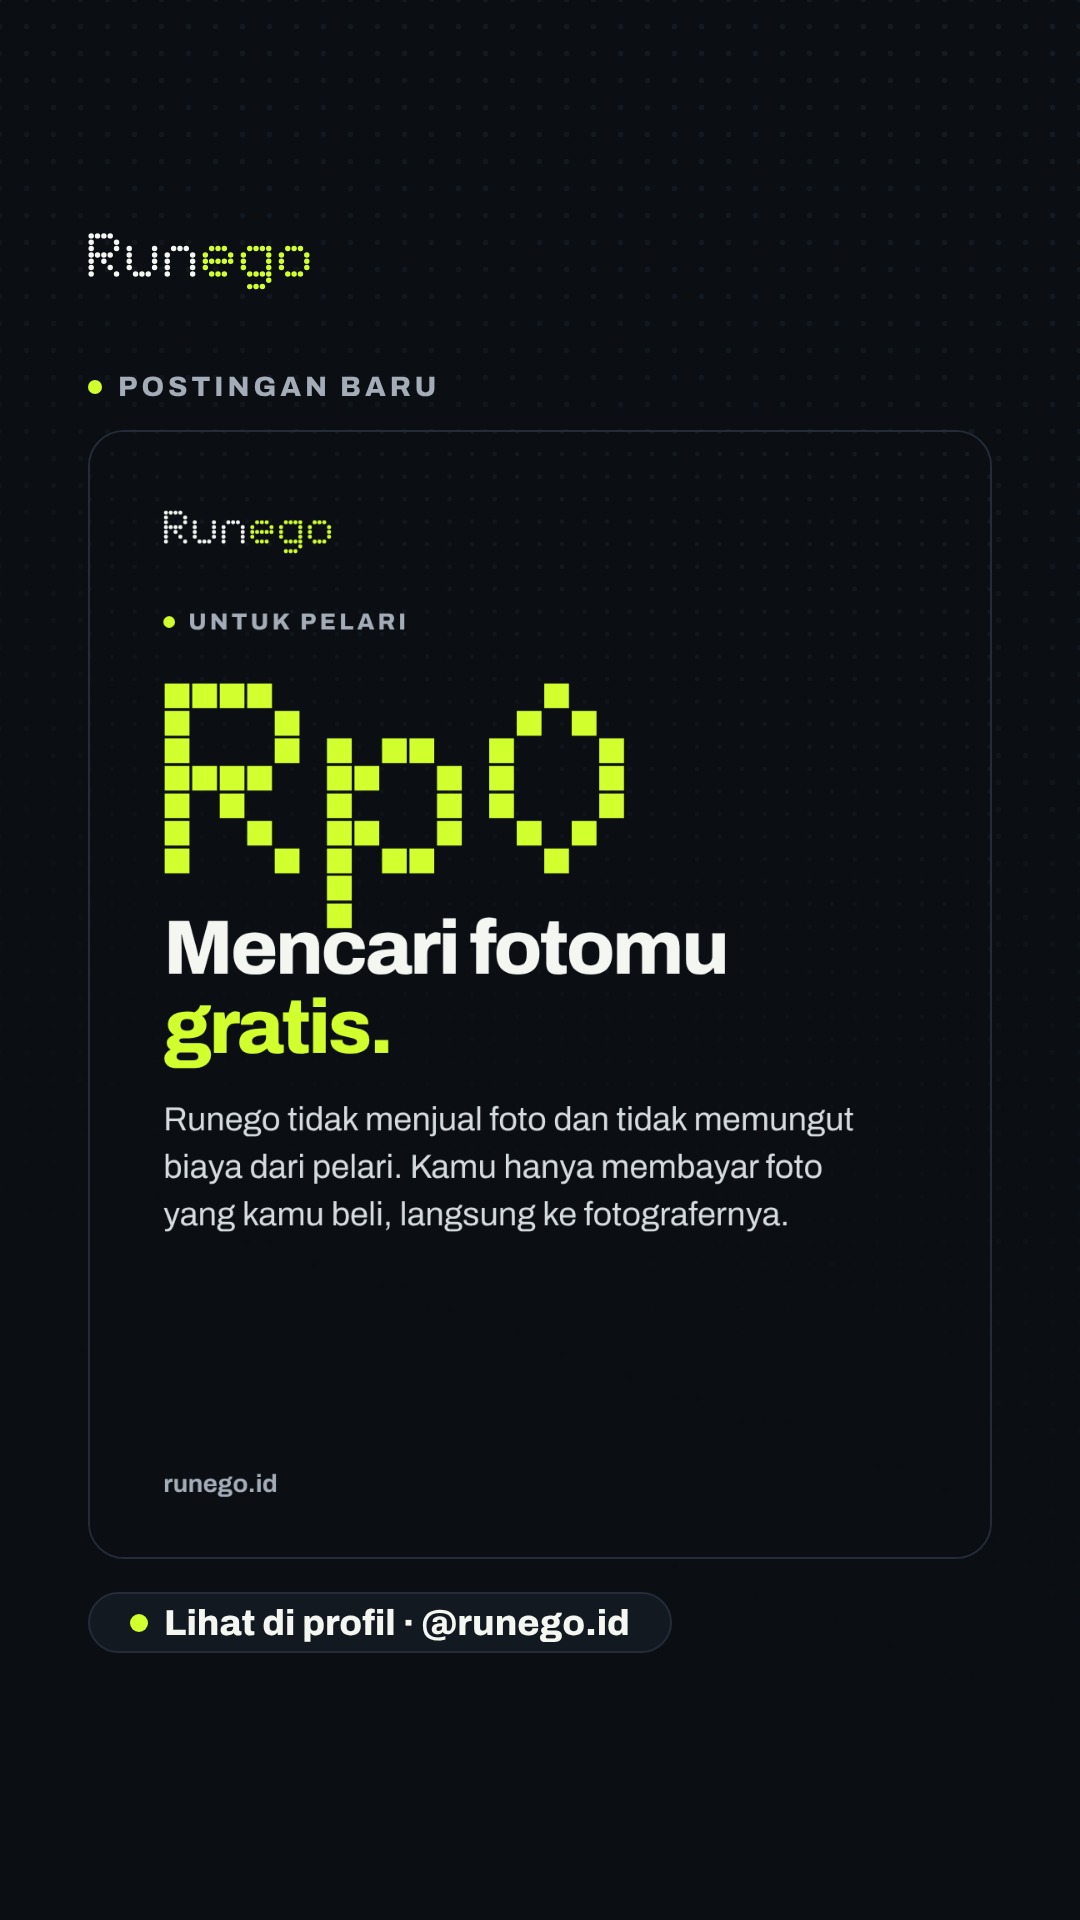 Runego
POSTINGAN BARU
Runego
UNTUK PELARI
Rp0
Mencari fotomu
gratis.
Runego tidak menjual foto dan tidak memungut
biaya dari pelari. Kamu hanya membayar foto
yang kamu beli, langsung ke fotografernya.
runego.id
Lihat di profil · @runego.id